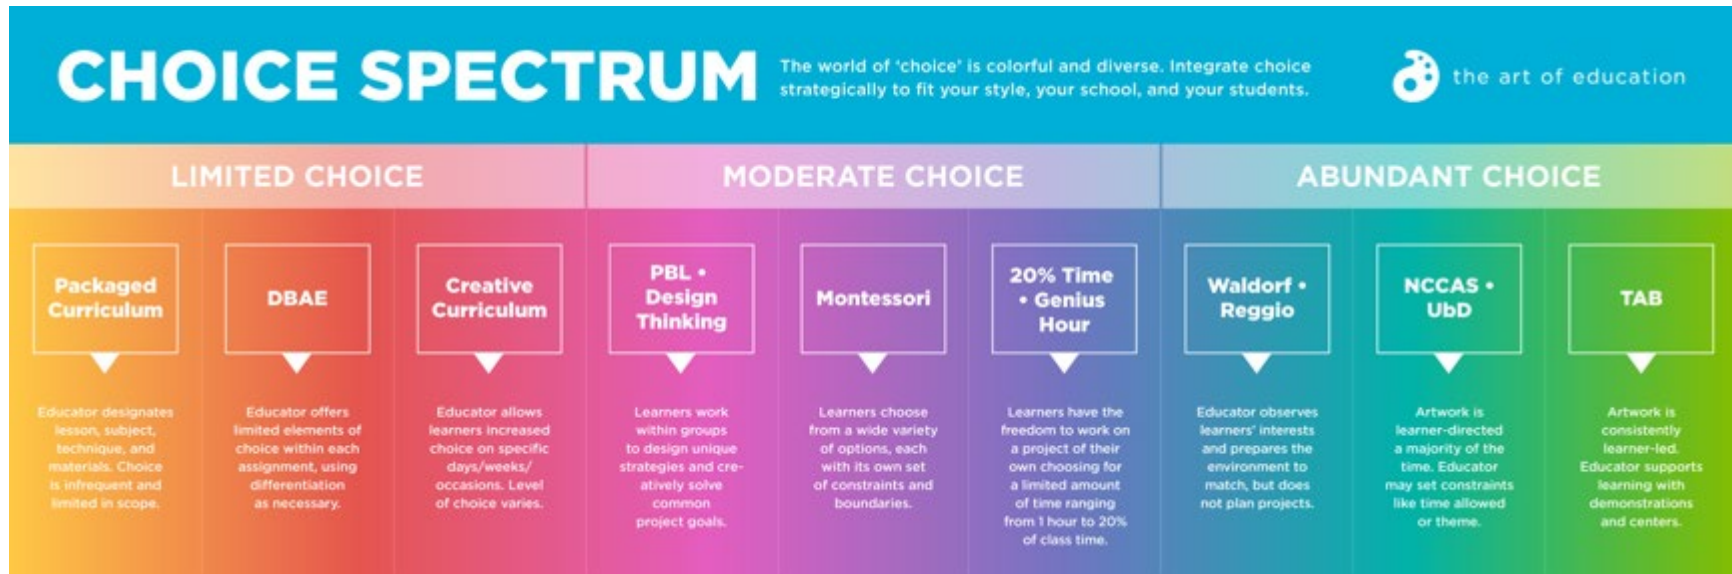 CHOICE SPECTRUM
The world of ‘choice’ is colorful and diverse. Integrate choice
strategically to fit your style, your school, and your students.
the art of education
LIMITED CHOICE
MODERATE CHOICE
ABUNDANT CHOICE
Packaged
Curriculum
Educator designates
lesson, subject,
technique, and
materials. Choice
is infrequent and
limited in scope.
DBAE
Educator offers
limited elements of
choice within each
assignment, using
differentiation
as necessary.
Creative
Curriculum
Educator allows
learners increased
choice on specific
days/weeks/
occasions. Level
of choice varies.
PBL •
Design
Thinking
Learners work
within groups
to design unique
strategies and cre-
atively solve
common
project goals.
Montessori
Learners choose
from a wide variety
of options, each
with its own set
of constraints and
boundaries.
20% Time
• Genius
Hour
Learners have the
freedom to work on
a project of their
own choosing for
a limited amount
of time ranging
from 1 hour to 20%
of class time.
Waldorf •
Reggio
Educator observes
learners’ interests
and prepares the
environment to
match, but does
not plan projects.
NCCAS •
UbD
Artwork is
learner-directed
a majority of the
time. Educator
may set constraints
like time allowed
or theme.
TAB
Artwork is
consistently
learner-led.
Educator supports
learning with
demonstrations
and centers.